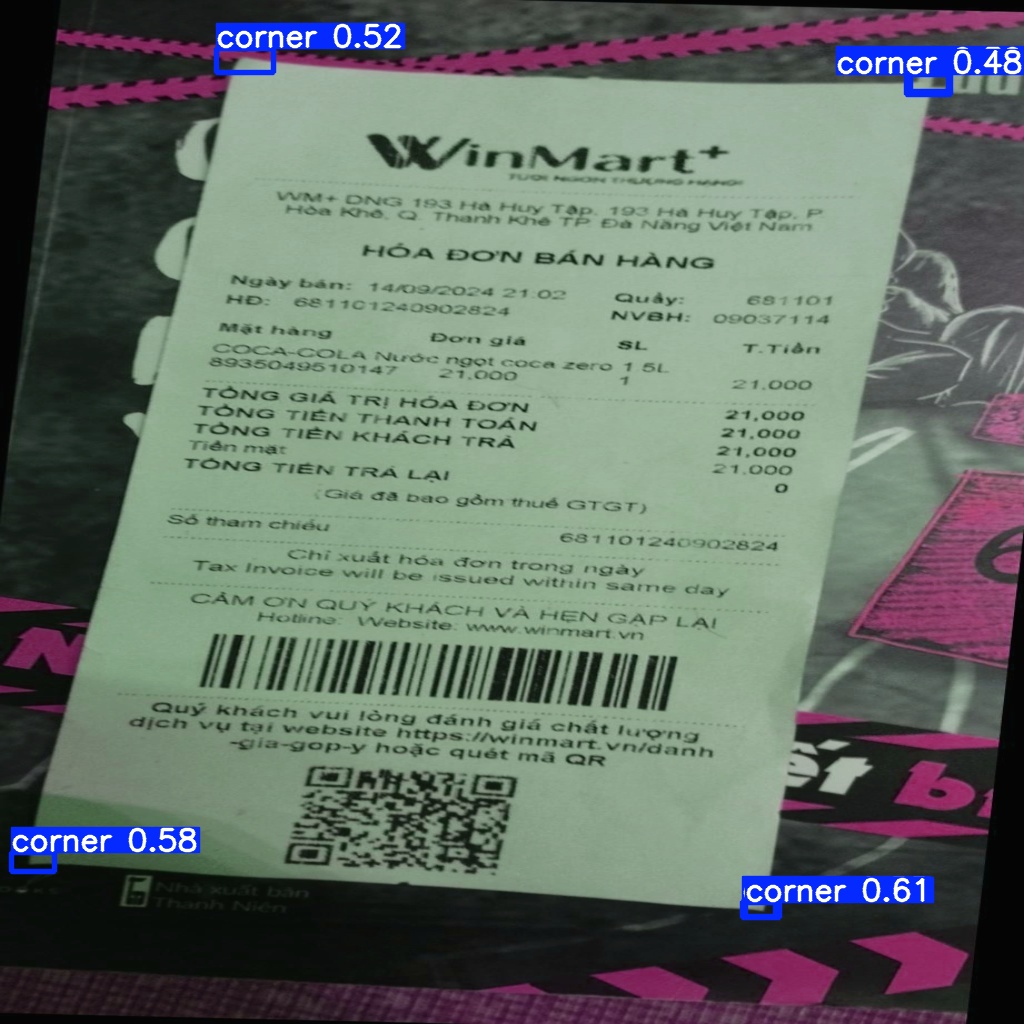 corner 0.52
corner 0.48
WinMart+
TƯƠI NGON THƯỢNG HẠNG
WM+ DNG 193 Hà Huy Tập, 193 Hà Huy Tập, P.
Hòa Khê, Q. Thanh Khê TP. Đà Nẵng Việt Nam
HÓA ĐƠN BÁN HÀNG
Ngày bán: 14/09/2024 21:02 Quầy: 681101
HĐ: 681101240902824 NVBH: 09037114
Mặt hàng Đơn giá SL T.Tiền
COCA-COLA Nước ngọt coca zero 1.5L
8935049510147 21,000 1 21,000
TỔNG GIÁ TRỊ HÓA ĐƠN 21,000
TỔNG TIỀN THANH TOÁN 21,000
TỔNG TIỀN KHÁCH TRẢ 21,000
Tiền mặt 21,000
TỔNG TIỀN TRẢ LẠI 0
(Giá đã bao gồm thuế GTGT)
Số tham chiếu 681101240902824
Chỉ xuất hóa đơn trong ngày
Tax Invoice will be issued within same day
CẢM ƠN QUÝ KHÁCH VÀ HẸN GẶP LẠI
Hotline: Website: www.winmart.vn
Quý khách vui lòng đánh giá chất lượng
dịch vụ tại website https://winmart.vn/danh
-gia-gop-y hoặc quét mã QR
corner 0.58
corner 0.61
Nhà xuất bản
Thanh Niên